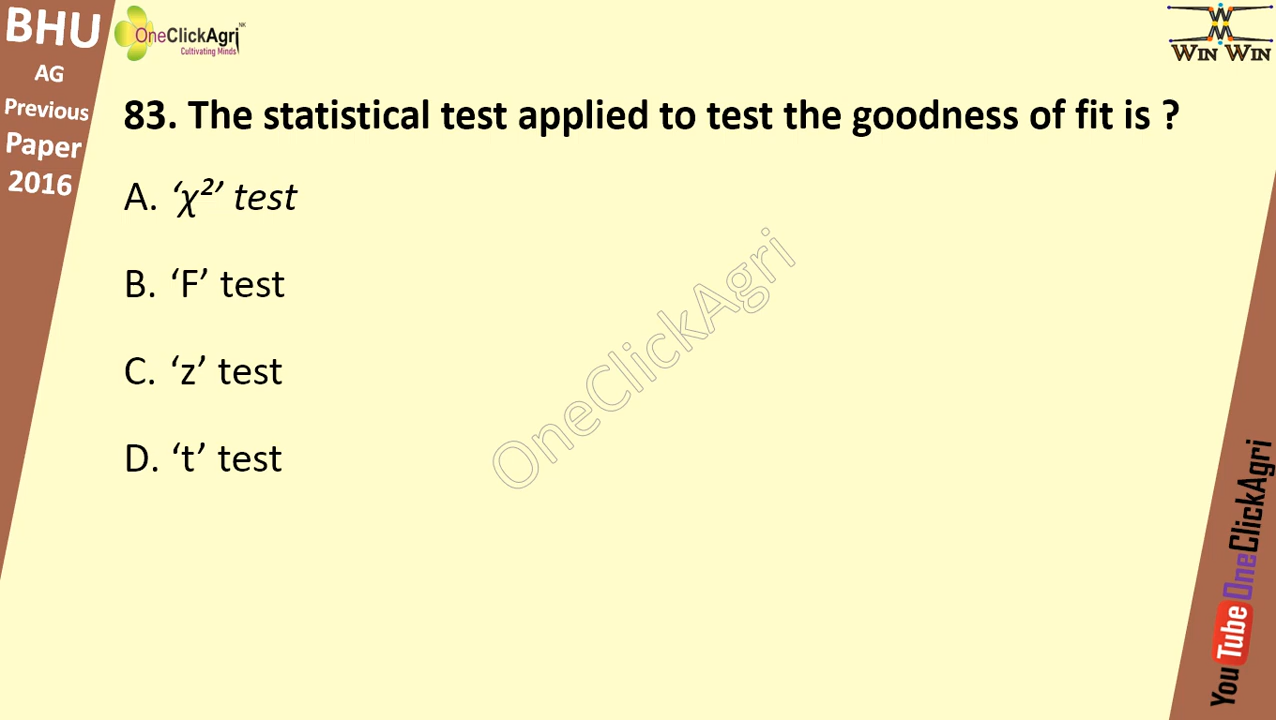 BHU
AG
Previous
Paper
2016
OneClickAgri NK
Cultivating Minds
WIN WIN
83. The statistical test applied to test the goodness of fit is ?
A. ‘χ²’ test
B. ‘F’ test
C. ‘z’ test
D. ‘t’ test
OneClickAgri
YouTube OneClickAgri